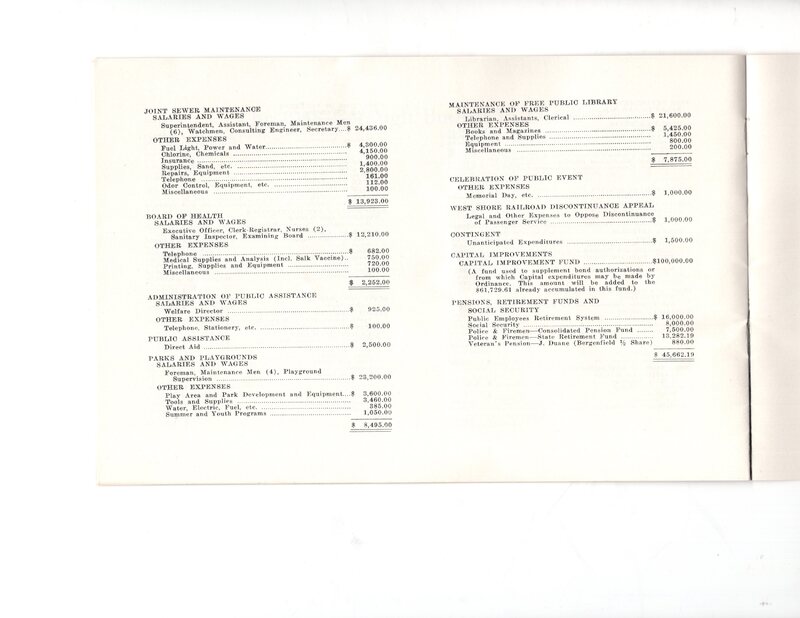 JOINT SEWER MAINTENANCE
SALARIES AND WAGES
Superintendent, Assistant, Foreman, Maintenance Men
(6), Watchmen, Consulting Engineer, Secretary...$ 24,436.00
OTHER EXPENSES
Fuel Light, Power and Water........$ 4,300.00
Chlorine, Chemicals ........ 4,150.00
Insurance ........ 900.00
Supplies, Sand, etc. ........ 1,400.00
Repairs, Equipment ........ 2,800.00
Telephone ........ 161.00
Odor Control, Equipment, etc. ........ 112.00
Miscellaneous ........ 100.00
$ 13,923.00
BOARD OF HEALTH
SALARIES AND WAGES
Executive Officer, Clerk-Registrar, Nurses (2),
Sanitary Inspector, Examining Board ........$ 12,210.00
OTHER EXPENSES
Telephone ........$ 682.00
Medical Supplies and Analysis (Incl. Salk Vaccine).. 750.00
Printing, Supplies and Equipment ........ 720.00
Miscellaneous ........ 100.00
$ 2,252.00
ADMINISTRATION OF PUBLIC ASSISTANCE
SALARIES AND WAGES
Welfare Director ........$ 925.00
OTHER EXPENSES
Telephone, Stationery, etc. ........$ 100.00
PUBLIC ASSISTANCE
Direct Aid ........$ 2,500.00
PARKS AND PLAYGROUNDS
SALARIES AND WAGES
Foreman, Maintenance Men (4), Playground
Supervision ........$ 23,200.00
OTHER EXPENSES
Play Area and Park Development and Equipment....$ 3,600.00
Tools and Supplies ........ 3,460.00
Water, Electric, Fuel, etc. ........ 385.00
Summer and Youth Programs ........ 1,050.00
$ 8,495.00
MAINTENANCE OF FREE PUBLIC LIBRARY
SALARIES AND WAGES
Librarian, Assistants, Clerical ........$ 21,600.00
OTHER EXPENSES
Books and Magazines ........$ 5,425.00
Telephone and Supplies ........ 1,450.00
Equipment ........ 800.00
Miscellaneous ........ 200.00
$ 7,875.00
CELEBRATION OF PUBLIC EVENT
OTHER EXPENSES
Memorial Day, etc. ........$ 1,000.00
WEST SHORE RAILROAD DISCONTINUANCE APPEAL
Legal and Other Expenses to Oppose Discontinuance
of Passenger Service ........$ 1,000.00
CONTINGENT
Unanticipated Expenditures ........$ 1,500.00
CAPITAL IMPROVEMENTS
CAPITAL IMPROVEMENT FUND ........$100,000.00
(A fund used to supplement bond authorizations or
from which Capital expenditures may be made by
Ordinance. This amount will be added to the
$61,729.61 already accumulated in this fund.)
PENSIONS, RETIREMENT FUNDS AND
SOCIAL SECURITY
Public Employees Retirement System ........$ 16,000.00
Social Security ........ 8,000.00
Police & Firemen—Consolidated Pension Fund ........ 7,500.00
Police & Firemen—State Retirement Fund ........ 13,282.19
Veteran's Pension—J. Duane (Bergenfield ⅔ Share) 880.00
$ 45,662.19